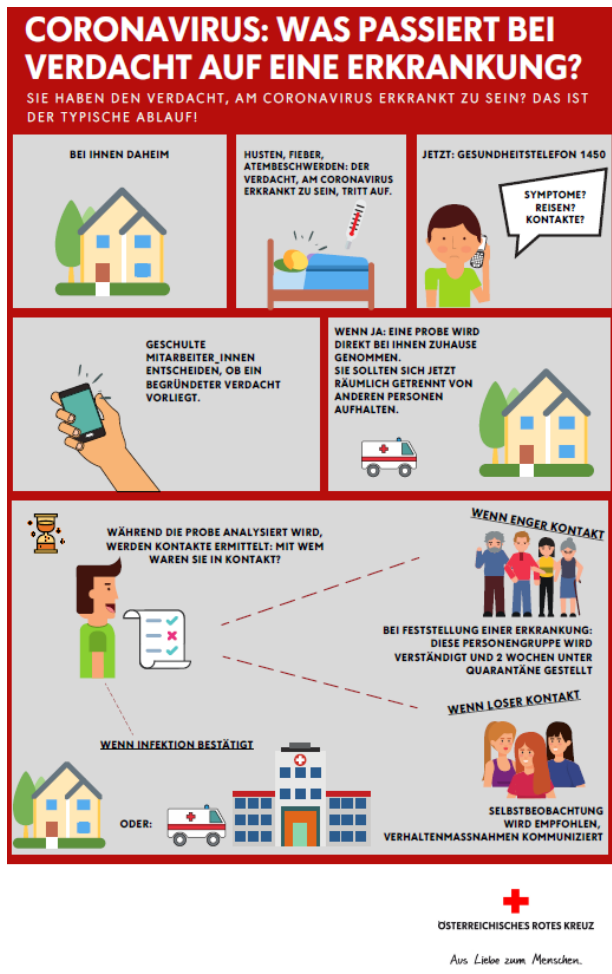 CORONAVIRUS: WAS PASSIERT BEI
VERDACHT AUF EINE ERKRANKUNG?
SIE HABEN DEN VERDACHT, AM CORONAVIRUS ERKRANKT ZU SEIN? DAS IST
DER TYPISCHE ABLAUF!
BEI IHNEN DAHEIM
HUSTEN, FIEBER,
ATEMBESCHWERDEN: DER
VERDACHT, AM CORONAVIRUS
ERKRANKT ZU SEIN, TRITT AUF.
JETZT: GESUNDHEITSTELEFON 1450
SYMPTOME?
REISEN?
KONTAKTE?
GESCHULTE
MITARBEITER_INNEN
ENTSCHEIDEN, OB EIN
BEGRÜNDETER VERDACHT
VORLIEGT.
WENN JA: EINE PROBE WIRD
DIREKT BEI IHNEN ZUHAUSE
GENOMMEN.
SIE SOLLTEN SICH JETZT
RÄUMLICH GETRENNT VON
ANDEREN PERSONEN
AUFHALTEN.
WÄHREND DIE PROBE ANALYSIERT WIRD,
WERDEN KONTAKTE ERMITTELT: MIT WEM
WAREN SIE IN KONTAKT?
WENN ENGER KONTAKT
BEI FESTSTELLUNG EINER ERKRANKUNG:
DIESE PERSONENGRUPPE WIRD
VERSTÄNDIGT UND 2 WOCHEN UNTER
QUARANTÄNE GESTELLT
WENN LOSER KONTAKT
SELBSTBEOBACHTUNG
WIRD EMPFOHLEN,
VERHALTENMASSNAHMEN KOMMUNIZIERT
WENN INFEKTION BESTÄTIGT
ODER:
ÖSTERREICHISCHES ROTES KREUZ
Aus Liebe zum Menschen.